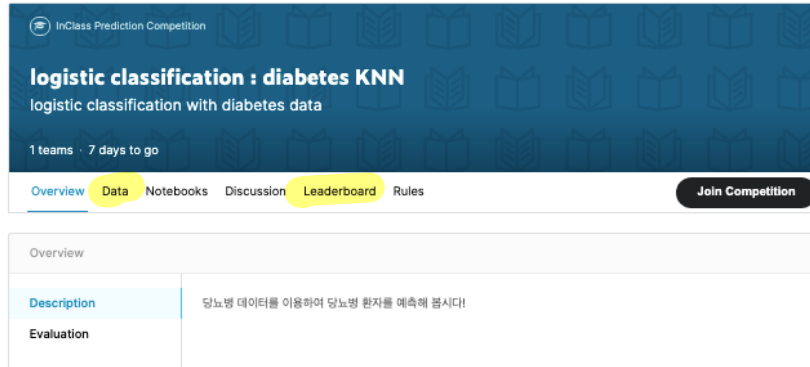 InClass Prediction Competition
logistic classification : diabetes KNN
logistic classification with diabetes data
1 teams · 7 days to go
Overview Data Notebooks Discussion Leaderboard Rules Join Competition
Overview
Description 당뇨병 데이터를 이용하여 당뇨병 환자를 예측해 봅시다!
Evaluation